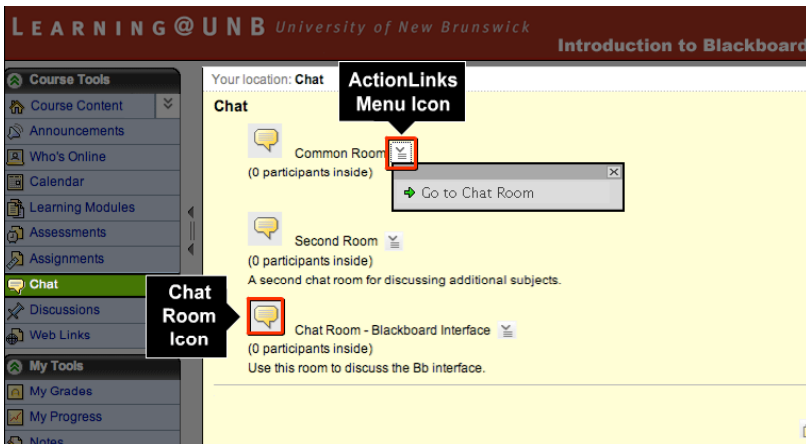 LEARNING@UNB University of New Brunswick
Introduction to Blackboard
Course Tools
Course Content
Announcements
Who's Online
Calendar
Learning Modules
Assessments
Assignments
Chat
Discussions
Web Links
My Tools
My Grades
My Progress
Notes
Your location: Chat
ActionLinks
Menu Icon
Chat
Common Room
(0 participants inside)
Go to Chat Room
Second Room
(0 participants inside)
A second chat room for discussing additional subjects.
Chat
Room
Icon
Chat Room - Blackboard Interface
(0 participants inside)
Use this room to discuss the Bb interface.